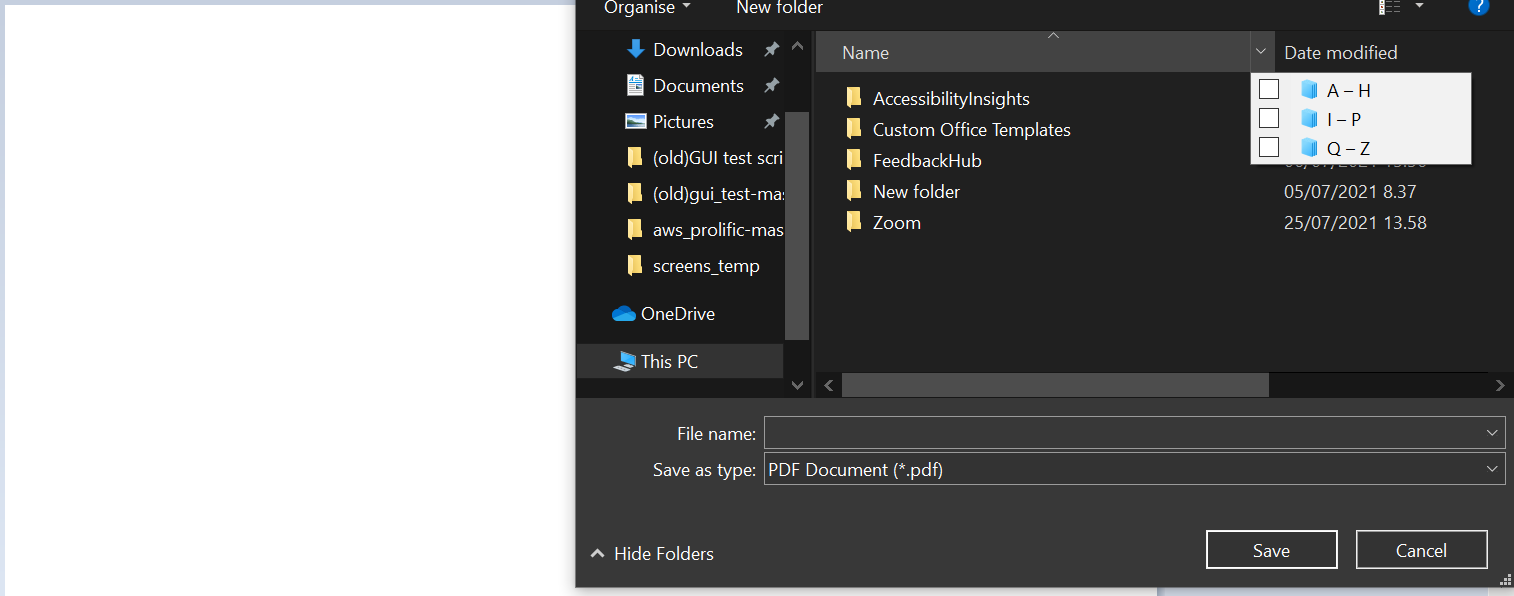 Organise New folder
?
Downloads
Documents
Pictures
(old)GUI test scri
(old)gui_test-ma
aws_prolific-mas
screens_temp
OneDrive
This PC
Name Date modified
A – H
I – P
Q – Z
AccessibilityInsights
Custom Office Templates
FeedbackHub
New folder 05/07/2021 8.37
Zoom 25/07/2021 13.58
File name:
Save as type: PDF Document (*.pdf)
Hide Folders Save Cancel